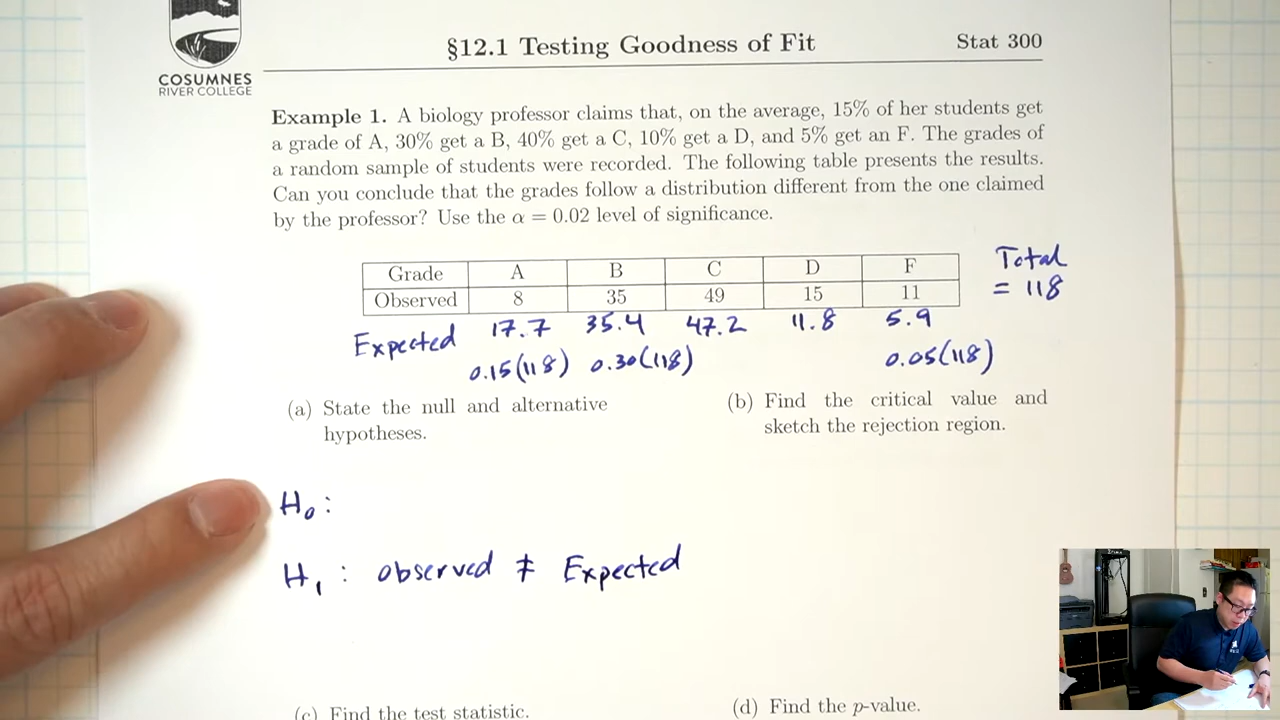 COSUMNES
RIVER COLLEGE
§12.1 Testing Goodness of Fit
Stat 300
Example 1. A biology professor claims that, on the average, 15% of her students get
a grade of A, 30% get a B, 40% get a C, 10% get a D, and 5% get an F. The grades of
a random sample of students were recorded. The following table presents the results.
Can you conclude that the grades follow a distribution different from the one claimed
by the professor? Use the α = 0.02 level of significance.
Grade A B C D F
Observed 8 35 49 15 11
Total
= 118
Expected 17.7 35.4 47.2 11.8 5.9
0.15(118) 0.30(118) 0.05(118)
(a) State the null and alternative
hypotheses.
(b) Find the critical value and
sketch the rejection region.
H₀:
H₁: observed ≠ Expected
(c) Find the test statistic.
(d) Find the p-value.